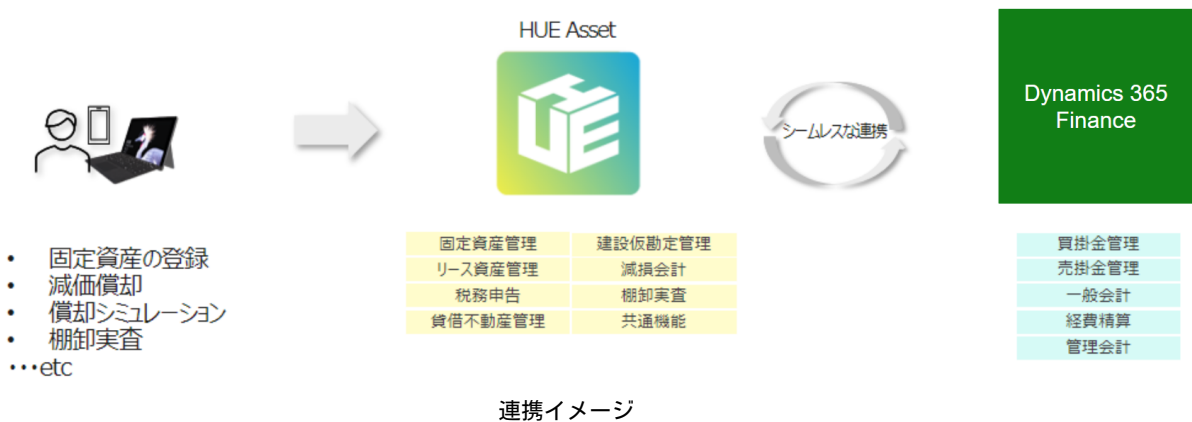 HUE Asset
HUE
Dynamics 365
Finance
シームレスな連携
• 固定資産の登録
• 減価償却
• 償却シミュレーション
• 棚卸実査
・・・etc
固定資産管理 建設仮勘定管理
リース資産管理 減損会計
税務申告 棚卸実査
賃借不動産管理 共通機能
買掛金管理
売掛金管理
一般会計
経費精算
管理会計
連携イメージ